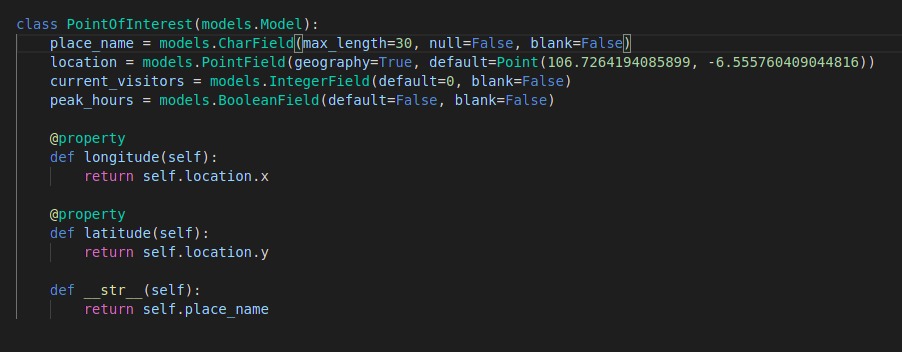 class PointOfInterest(models.Model):
    place_name = models.CharField(max_length=30, null=False, blank=False)
    location = models.PointField(geography=True, default=Point(106.7264194085899, -6.555760409044816))
    current_visitors = models.IntegerField(default=0, blank=False)
    peak_hours = models.BooleanField(default=False, blank=False)

    @property
    def longitude(self):
        return self.location.x

    @property
    def latitude(self):
        return self.location.y

    def __str__(self):
        return self.place_name